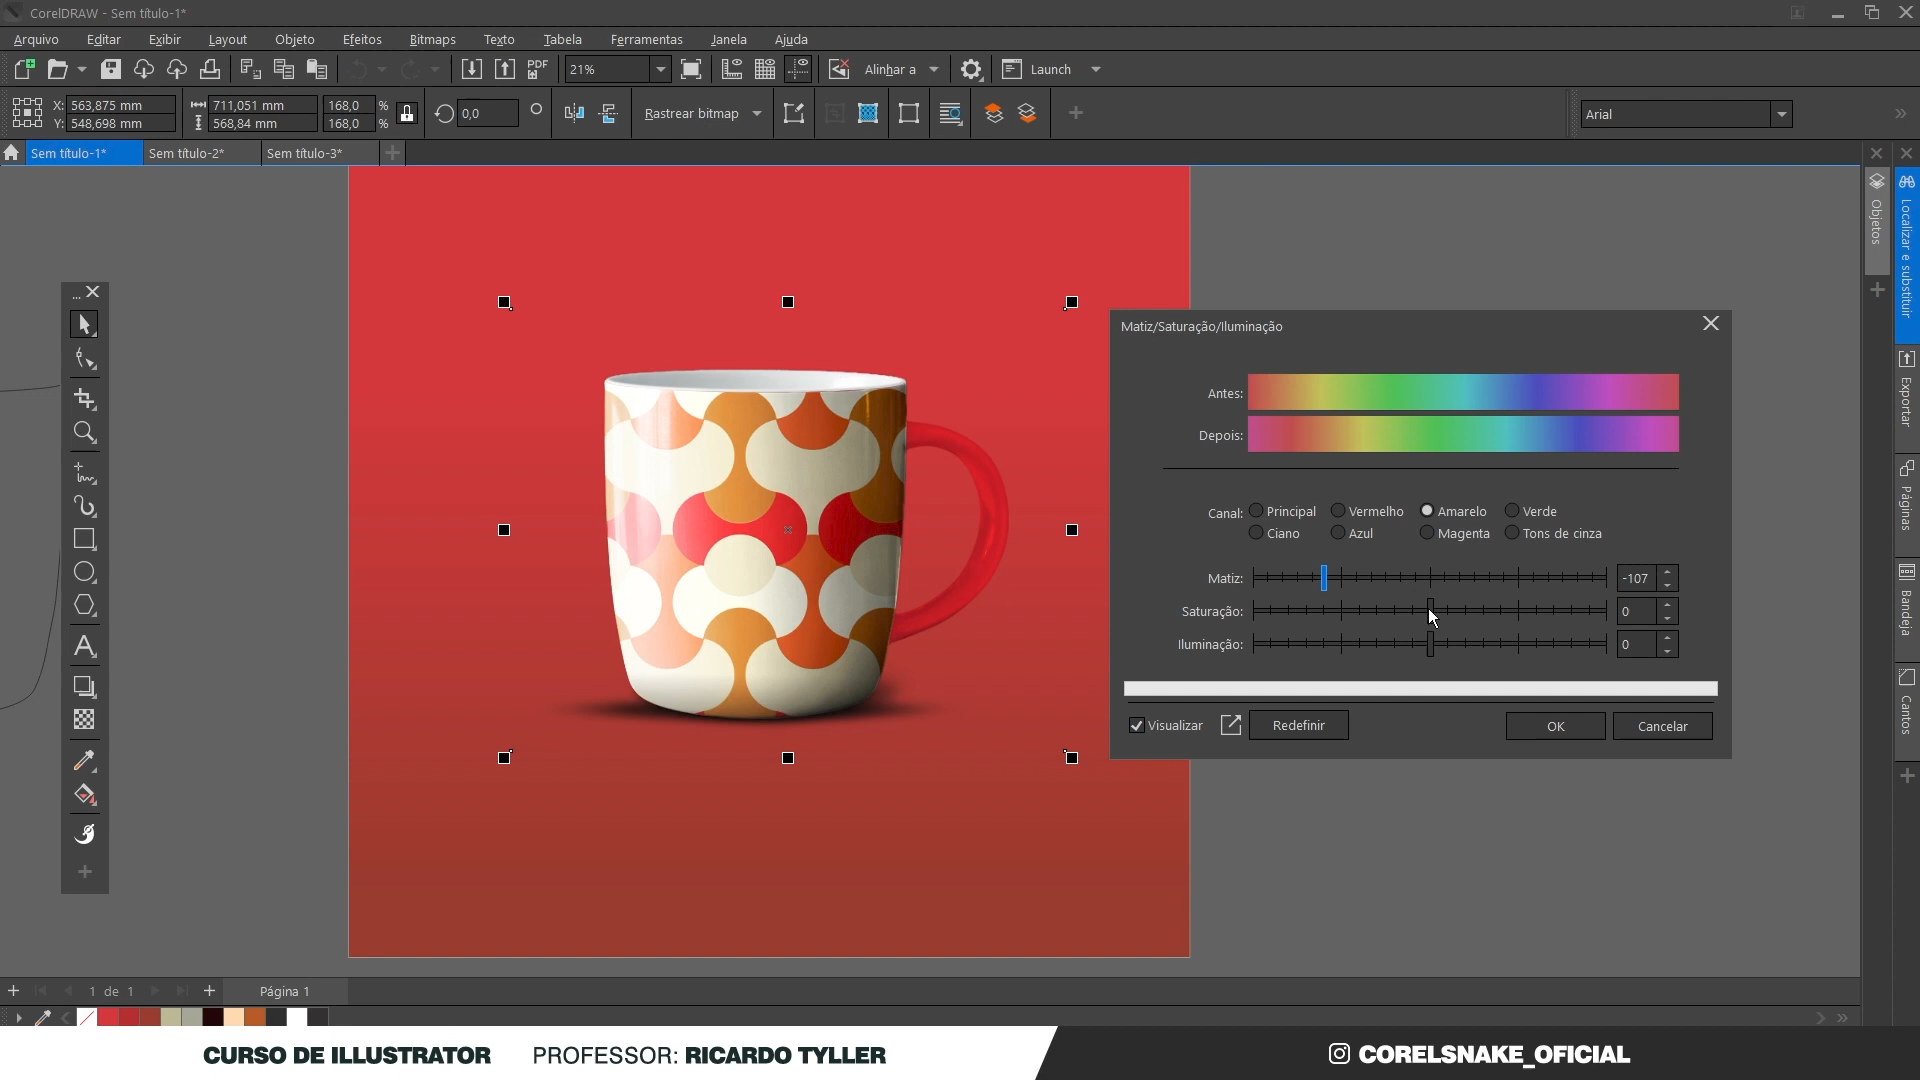 CorelDRAW - Sem título-1*
Arquivo Editar Exibir Layout Objeto Efeitos Bitmaps Texto Tabela Ferramentas Janela Ajuda
PDF 21% Alinhar a Launch
X: 563,875 mm 711,051 mm 168,0 %
Y: 548,698 mm 568,84 mm 168,0 %
0,0 Rastrear bitmap Arial
Sem título-1* Sem título-2* Sem título-3*
Objetos
Localizar e substituir
Exportar
Páginas
Bandeja
Cantos
Matiz/Saturação/Iluminação
Antes:
Depois:
Canal: Principal Vermelho Amarelo Verde
Ciano Azul Magenta Tons de cinza
Matiz: -107
Saturação: 0
Iluminação: 0
Visualizar Redefinir OK Cancelar
1 de 1 Página 1
CURSO DE ILLUSTRATOR PROFESSOR: RICARDO TYLLER CORELSNAKE_OFICIAL